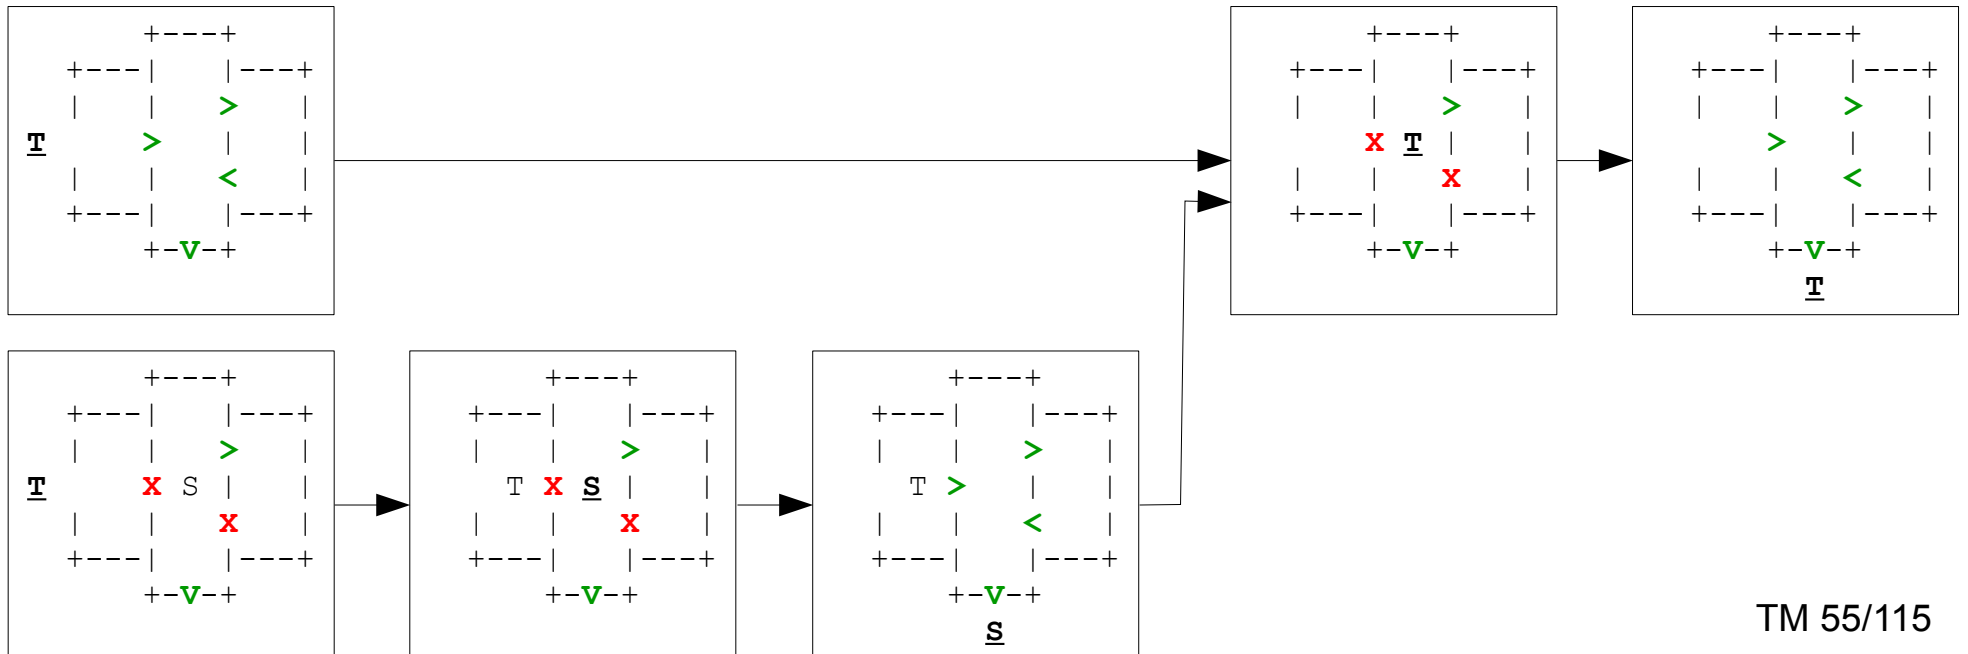 +----+
+---|    |---+
|   |    >   |
T     >    |
|   |    <   |
+---|    |---+
+-v-+
+----+
+---|    |---+
|   |    >   |
X T |
|   |    X   |
+---|    |---+
+-v-+
+----+
+---|    |---+
|   |    >   |
>    |
|   |    <   |
+---|    |---+
+-v-+
T
+----+
+---|    |---+
|   |    >   |
T     X S |
|   |    X   |
+---|    |---+
+-v-+
+----+
+---|    |---+
|   |    >   |
T X S |
|   |    X   |
+---|    |---+
+-v-+
+----+
+---|    |---+
|   |    >   |
T >    |
|   |    <   |
+---|    |---+
+-v-+
S
TM 55/115